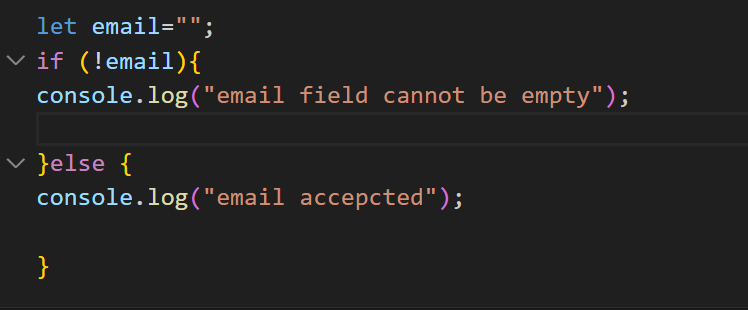 let email="";
if (!email){
console.log("email field cannot be empty");
}else {
console.log("email accepcted");
}